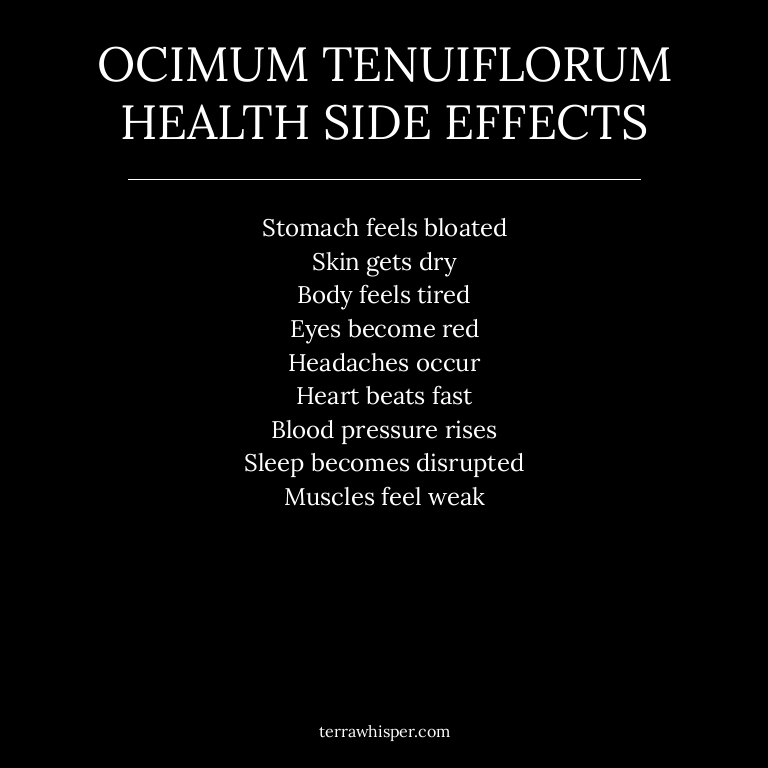 OCIMUM TENUIFLORUM
HEALTH SIDE EFFECTS
Stomach feels bloated
Skin gets dry
Body feels tired
Eyes become red
Headaches occur
Heart beats fast
Blood pressure rises
Sleep becomes disrupted
Muscles feel weak
terrawhisper.com